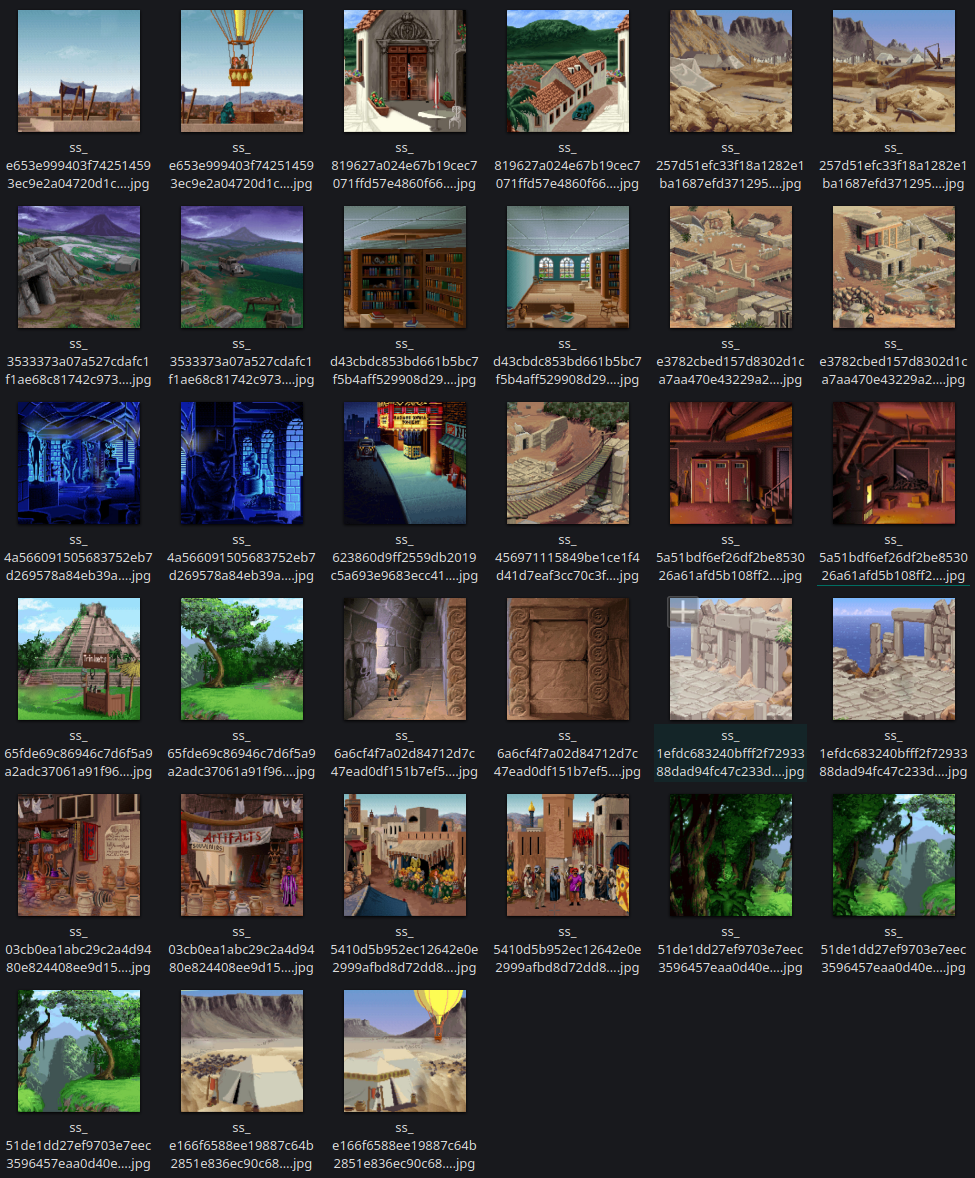 ss_
e653e999403f74251459
3ec9e2a04720d1c....jpg
ss_
e653e999403f74251459
3ec9e2a04720d1c....jpg
ss_
819627a024e67b19cec7
071ffd57e4860f66....jpg
ss_
819627a024e67b19cec7
071ffd57e4860f66....jpg
ss_
257d51efc33f18a1282e1
ba1687efd371295....jpg
ss_
257d51efc33f18a1282e1
ba1687efd371295....jpg
ss_
3533373a07a527cdafc1
f1ae68c81742c973....jpg
ss_
3533373a07a527cdafc1
f1ae68c81742c973....jpg
ss_
d43cbdc853bd661b5bc7
f5b4aff529908d29....jpg
ss_
d43cbdc853bd661b5bc7
f5b4aff529908d29....jpg
ss_
e3782cbed157d8302d1c
a7aa470e43229a2....jpg
ss_
e3782cbed157d8302d1c
a7aa470e43229a2....jpg
ss_
4a566091505683752eb7
d269578a84eb39a....jpg
ss_
4a566091505683752eb7
d269578a84eb39a....jpg
ss_
623860d9ff2559db2019
c5a693e9683ecc41....jpg
ss_
456971115849be1ce1f4
d41d7eaf3cc70c3f....jpg
ss_
5a51bdf6ef26df2be8530
26a61afd5b108ff2....jpg
ss_
5a51bdf6ef26df2be8530
26a61afd5b108ff2....jpg
Trinkets
ss_
65fde69c86946c7d6f5a9
a2adc37061a91f96....jpg
ss_
65fde69c86946c7d6f5a9
a2adc37061a91f96....jpg
ss_
6a6cf4f7a02d84712d7c
47ead0df151b7ef5....jpg
ss_
6a6cf4f7a02d84712d7c
47ead0df151b7ef5....jpg
ss_
1efdc683240bfff2f72933
88dad94fc47c233d....jpg
ss_
1efdc683240bfff2f72933
88dad94fc47c233d....jpg
ARTIFACTS
SOUVENIRS
ss_
03cb0ea1abc29c2a4d94
80e824408ee9d15....jpg
ss_
03cb0ea1abc29c2a4d94
80e824408ee9d15....jpg
ss_
5410d5b952ec12642e0e
2999afbd8d72dd8....jpg
ss_
5410d5b952ec12642e0e
2999afbd8d72dd8....jpg
ss_
51de1dd27ef9703e7eec
3596457eaa0d40e....jpg
ss_
51de1dd27ef9703e7eec
3596457eaa0d40e....jpg
ss_
51de1dd27ef9703e7eec
3596457eaa0d40e....jpg
ss_
e166f6588ee19887c64b
2851e836ec90c68....jpg
ss_
e166f6588ee19887c64b
2851e836ec90c68....jpg